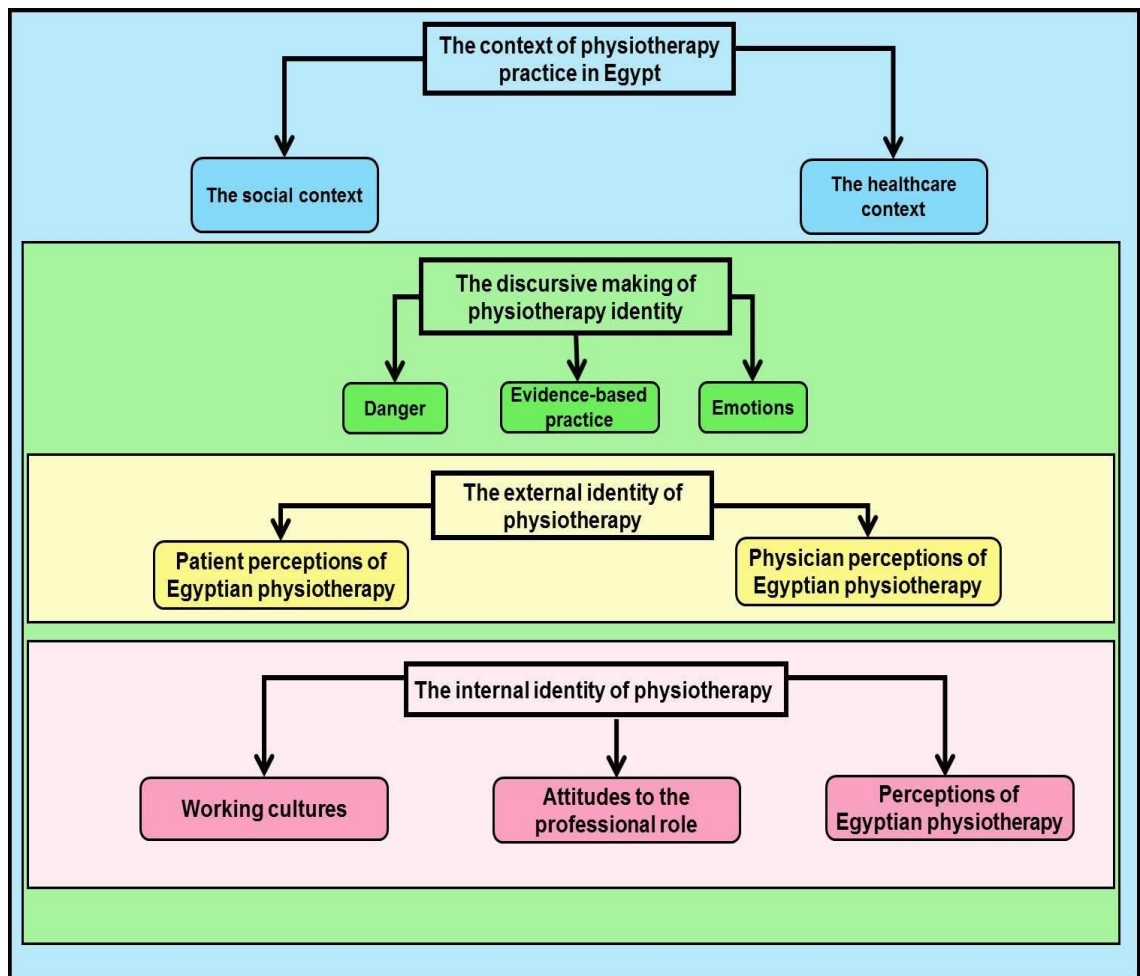 The context of physiotherapy
practice in Egypt
The social context
The healthcare
context
The discursive making of
physiotherapy identity
Danger
Evidence-based
practice
Emotions
The external identity of
physiotherapy
Patient perceptions of
Egyptian physiotherapy
Physician perceptions of
Egyptian physiotherapy
The internal identity of physiotherapy
Working cultures
Attitudes to the
professional role
Perceptions of
Egyptian physiotherapy